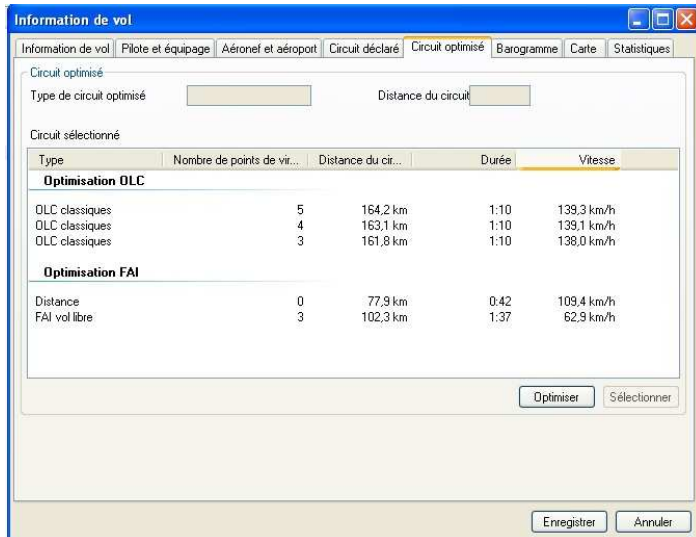 Information de vol
Information de vol Pilote et équipage Aéronef et aéroport Circuit déclaré Circuit optimisé Barogramme Carte Statistiques
Circuit optimisé
Type de circuit optimisé Distance du circuit
Circuit sélectionné
Type Nombre de points de vir... Distance du cir... Durée Vitesse
Optimisation OLC
OLC classiques 5 164,2 km 1:10 139,3 km/h
OLC classiques 4 163,1 km 1:10 139,1 km/h
OLC classiques 3 161,8 km 1:10 138,0 km/h
Optimisation FAI
Distance 0 77,9 km 0:42 109,4 km/h
FAI vol libre 3 102,3 km 1:37 62,9 km/h
Optimiser Sélectionner
Enregistrer Annuler